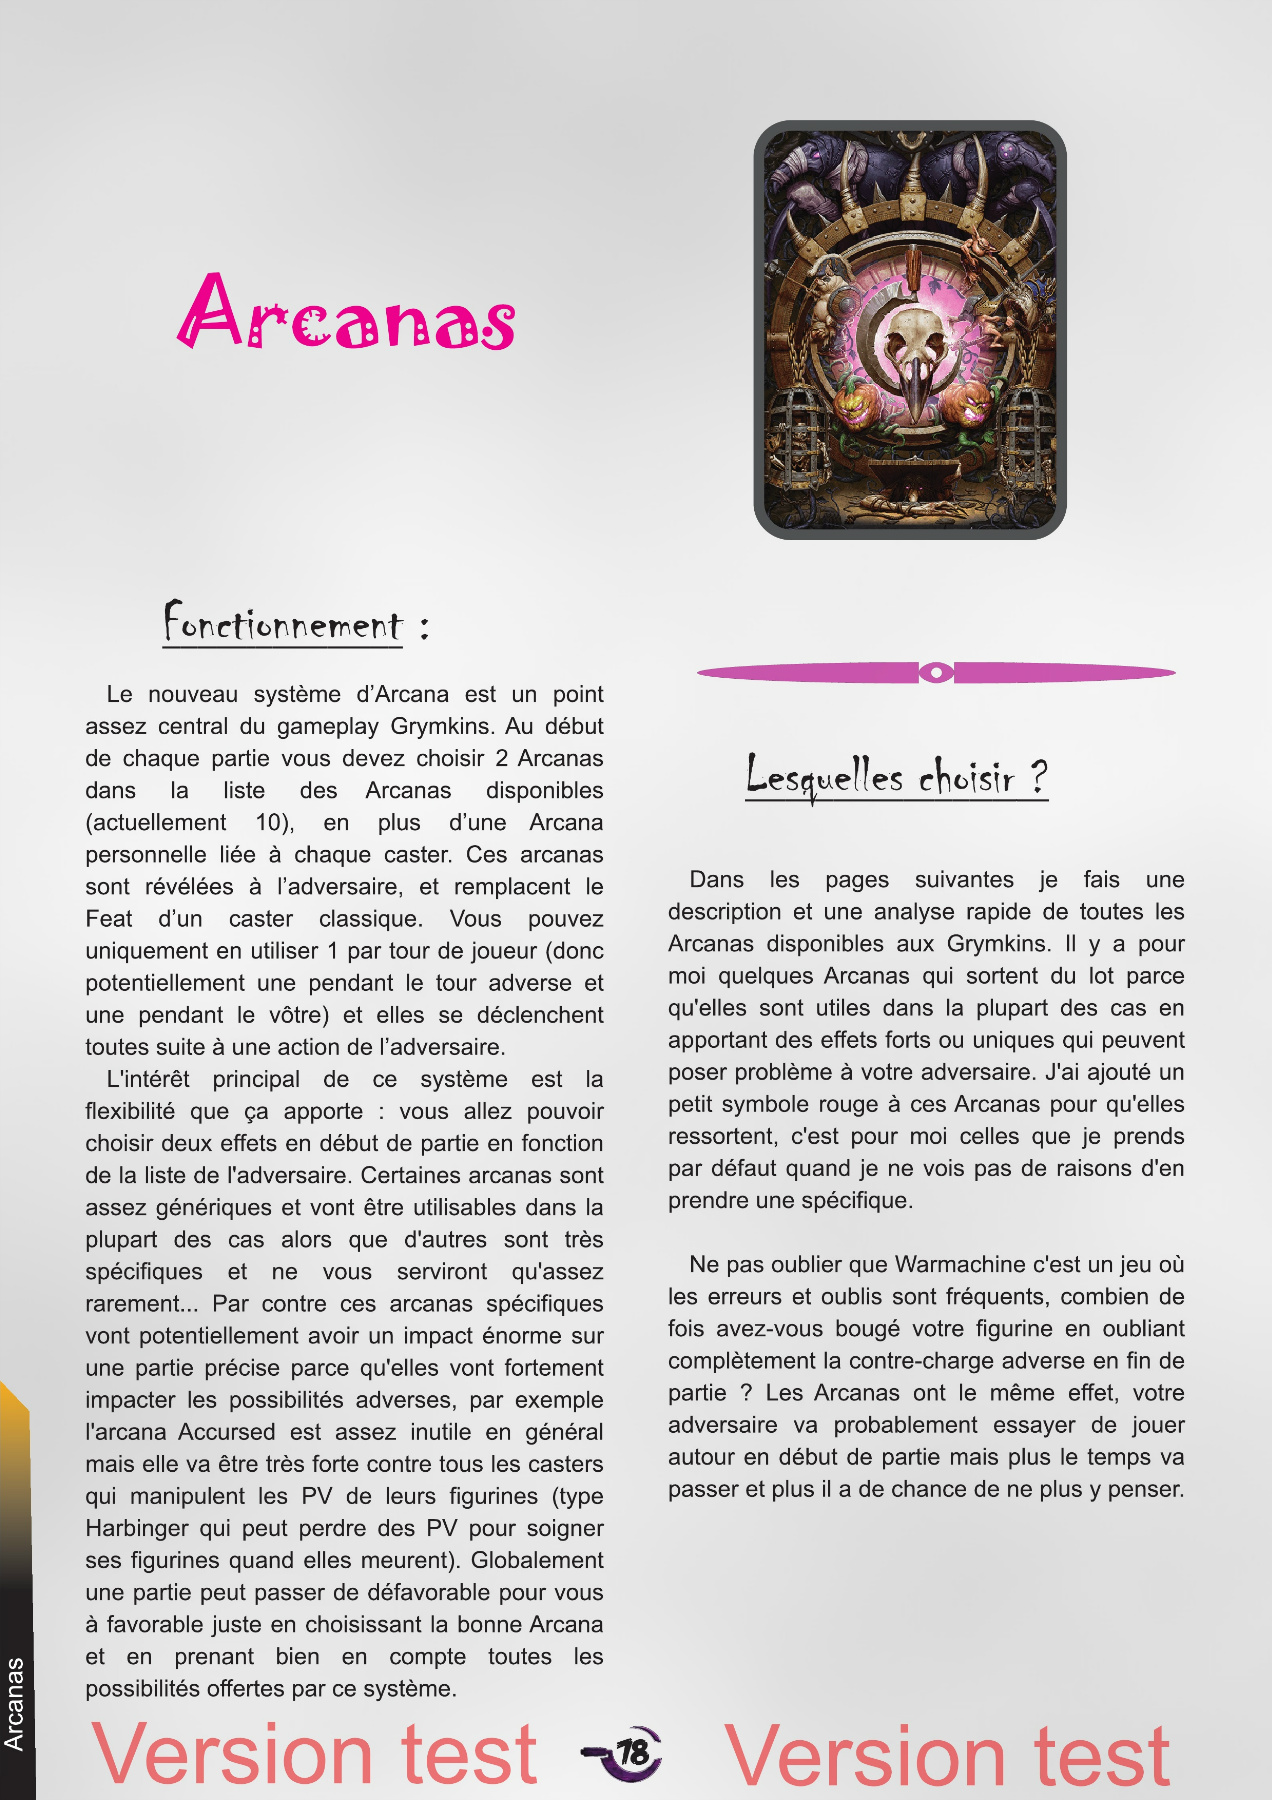 Arcanas
Fonctionnement :
Le nouveau système d’Arcana est un point
assez central du gameplay Grymkins. Au début
de chaque partie vous devez choisir 2 Arcanas
dans la liste des Arcanas disponibles
(actuellement 10), en plus d’une Arcana
personnelle liée à chaque caster. Ces arcanas
sont révélées à l’adversaire, et remplacent le
Feat d’un caster classique. Vous pouvez
uniquement en utiliser 1 par tour de joueur (donc
potentiellement une pendant le tour adverse et
une pendant le vôtre) et elles se déclenchent
toutes suite à une action de l’adversaire.
L'intérêt principal de ce système est la
flexibilité que ça apporte : vous allez pouvoir
choisir deux effets en début de partie en fonction
de la liste de l'adversaire. Certaines arcanas sont
assez génériques et vont être utilisables dans la
plupart des cas alors que d'autres sont très
spécifiques et ne vous serviront qu'assez
rarement... Par contre ces arcanas spécifiques
vont potentiellement avoir un impact énorme sur
une partie précise parce qu'elles vont fortement
impacter les possibilités adverses, par exemple
l'arcana Accursed est assez inutile en général
mais elle va être très forte contre tous les casters
qui manipulent les PV de leurs figurines (type
Harbinger qui peut perdre des PV pour soigner
ses figurines quand elles meurent). Globalement
une partie peut passer de défavorable pour vous
à favorable juste en choisissant la bonne Arcana
et en prenant bien en compte toutes les
possibilités offertes par ce système.
Lesquelles choisir ?
Dans les pages suivantes je fais une
description et une analyse rapide de toutes les
Arcanas disponibles aux Grymkins. Il y a pour
moi quelques Arcanas qui sortent du lot parce
qu'elles sont utiles dans la plupart des cas en
apportant des effets forts ou uniques qui peuvent
poser problème à votre adversaire. J'ai ajouté un
petit symbole rouge à ces Arcanas pour qu'elles
ressortent, c'est pour moi celles que je prends
par défaut quand je ne vois pas de raisons d'en
prendre une spécifique.
Ne pas oublier que Warmachine c'est un jeu où
les erreurs et oublis sont fréquents, combien de
fois avez-vous bougé votre figurine en oubliant
complètement la contre-charge adverse en fin de
partie ? Les Arcanas ont le même effet, votre
adversaire va probablement essayer de jouer
autour en début de partie mais plus le temps va
passer et plus il a de chance de ne plus y penser.
Arcanas
Version test
18
Version test